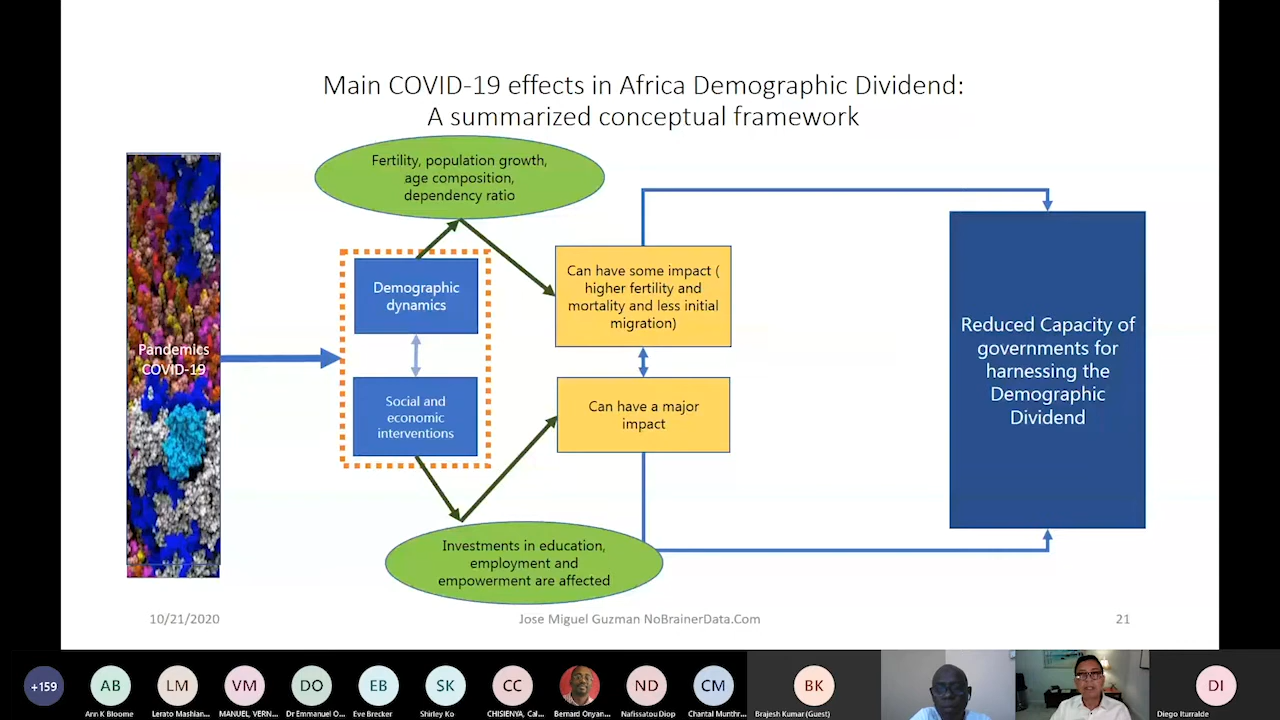 Main COVID-19 effects in Africa Demographic Dividend:
A summarized conceptual framework
Fertility, population growth,
age composition,
dependency ratio
Demographic
dynamics
Can have some impact (
higher fertility and
mortality and less initial
migration)
Pandemics
COVID-19
Social and
economic
interventions
Can have a major
impact
Reduced Capacity of
governments for
harnessing the
Demographic
Dividend
Investments in education,
employment and
empowerment are affected
10/21/2020
Jose Miguel Guzman NoBrainerData.Com
21
+159
AB
LM
VM
DO
EB
SK
CC
ND
CM
BK
DI
Ann K Bloome
Lerato Mashian...
MANUEL, VERN...
Dr Emmanuel O...
Eve Brecker
Shirley Ko
CHISIENYA, Cal...
Bernard Onyan...
Nafissatou Diop
Chantal Munthr...
Brajesh Kumar (Guest)
Diego Iturralde